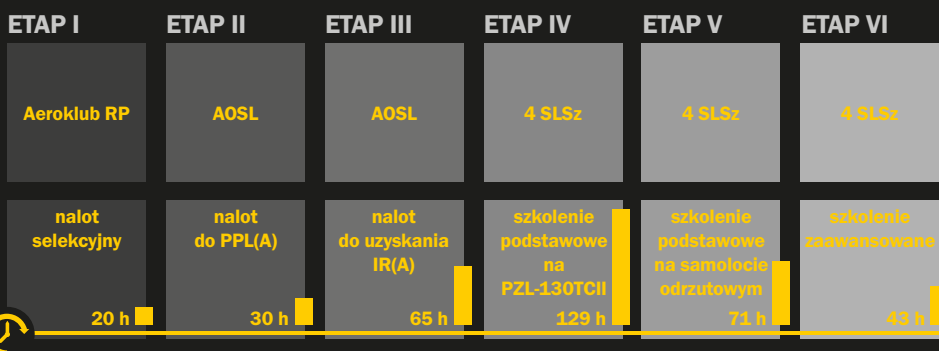 ETAP I
ETAP II
ETAP III
ETAP IV
ETAP V
ETAP VI
Aeroklub RP
AOSL
AOSL
4 SLSz
4 SLSz
4 SLSz
nalot
selekcyjny
20 h
nalot
do PPL(A)
30 h
nalot
do uzyskania
IR(A)
65 h
szkolenie
podstawowe
na
PZL-130TCII
129 h
szkolenie
podstawowe
na samolocie
odrzutowym
71 h
szkolenie
zaawansowane
43 h